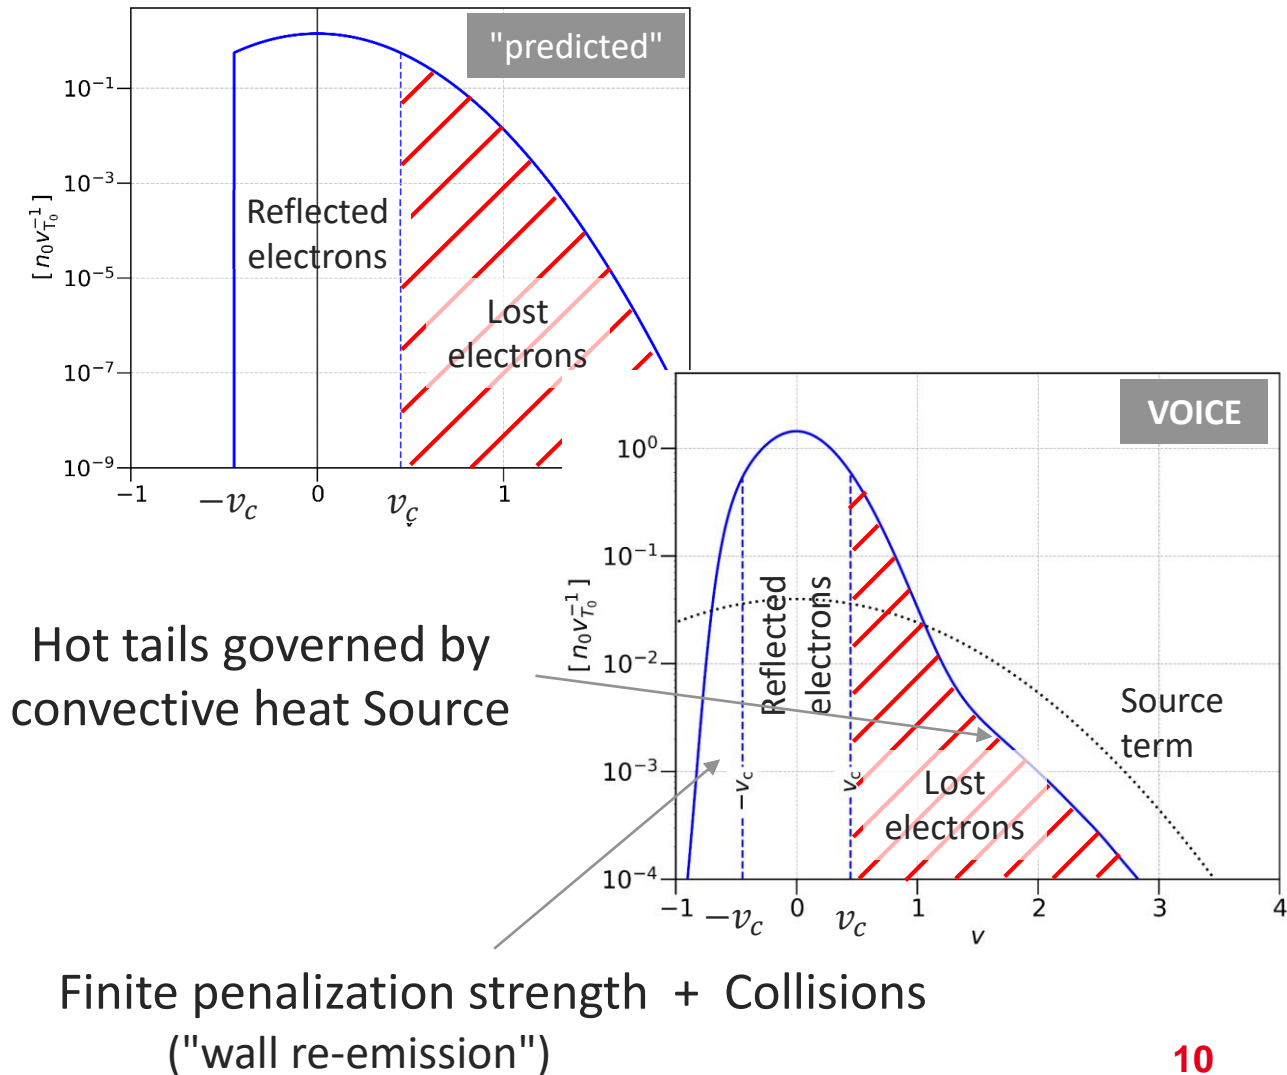 "predicted"
10⁻¹
10⁻³
10⁻⁵
10⁻⁷
10⁻⁹
[n₀v_{T₀}⁻¹]
Reflected
electrons
Lost
electrons
−1
0
1
−v_c
v_c
VOICE
10⁰
10⁻¹
10⁻²
10⁻³
10⁻⁴
[n₀v_{T₀}⁻¹]
Reflected
electrons
−v_c
v_c
Source
term
Lost
electrons
−1
0
1
2
3
4
−v_c
v_c
v
Hot tails governed by
convective heat Source
Finite penalization strength + Collisions
("wall re-emission")
10